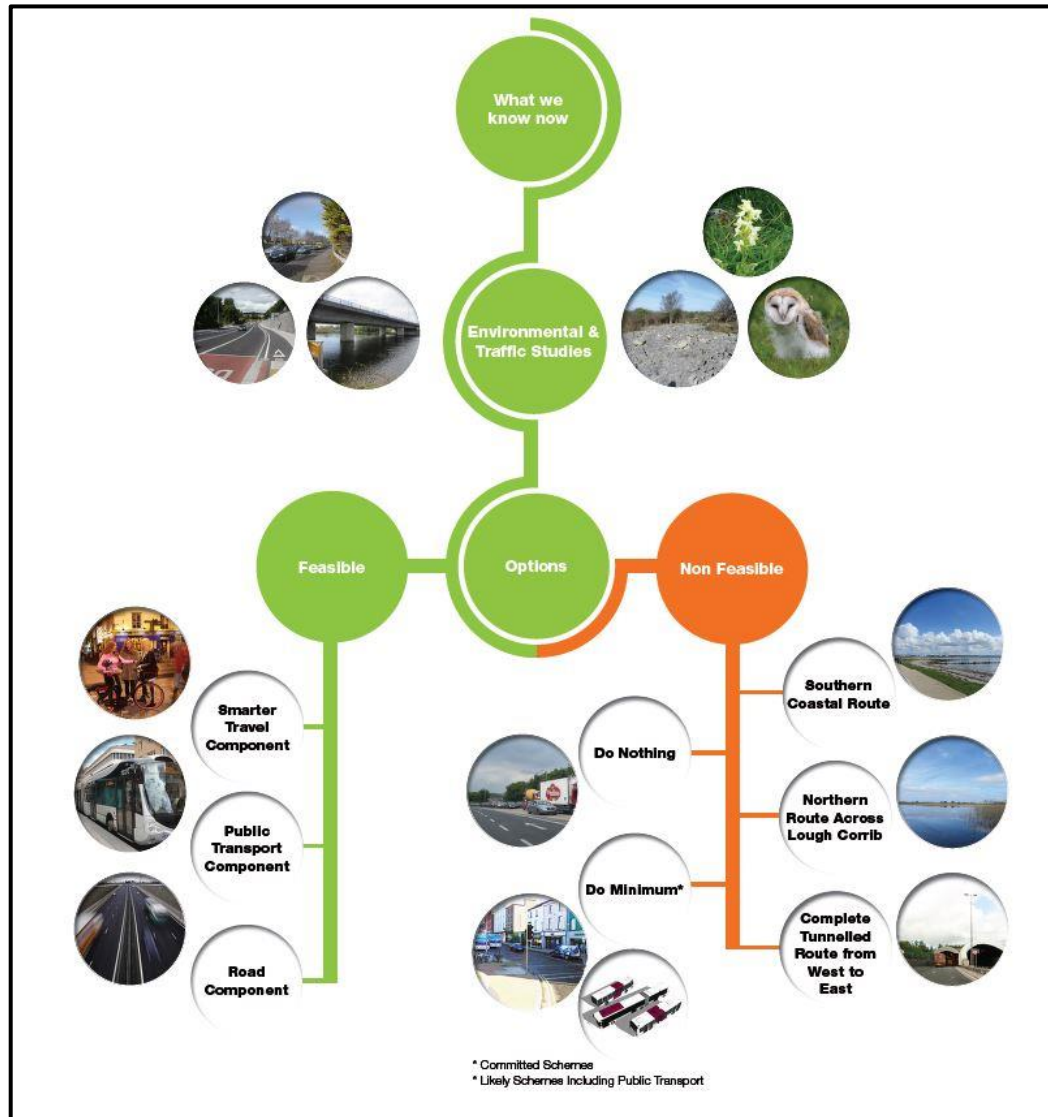 What we
know now
Environmental &
Traffic Studies
Feasible
Options
Non Feasible
Smarter
Travel
Component
Public
Transport
Component
Road
Component
Do Nothing
Do Minimum*
Southern
Coastal Route
Northern
Route Across
Lough Corrib
Complete
Tunnelled
Route from
West to
East
* Committed Schemes
* Likely Schemes Including Public Transport